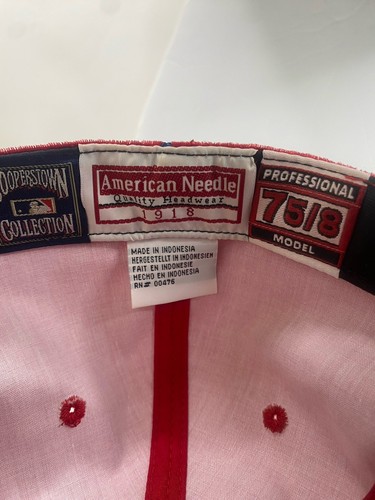 COOPERSTOWN
COLLECTION
American Needle
Quality Headwear
1918
PROFESSIONAL
7 5/8
MODEL
MADE IN INDONESIA
HERGESTELLT IN INDONESIEN
FAIT EN INDONESIE
HECHO EN INDONESIA
RN# 00476